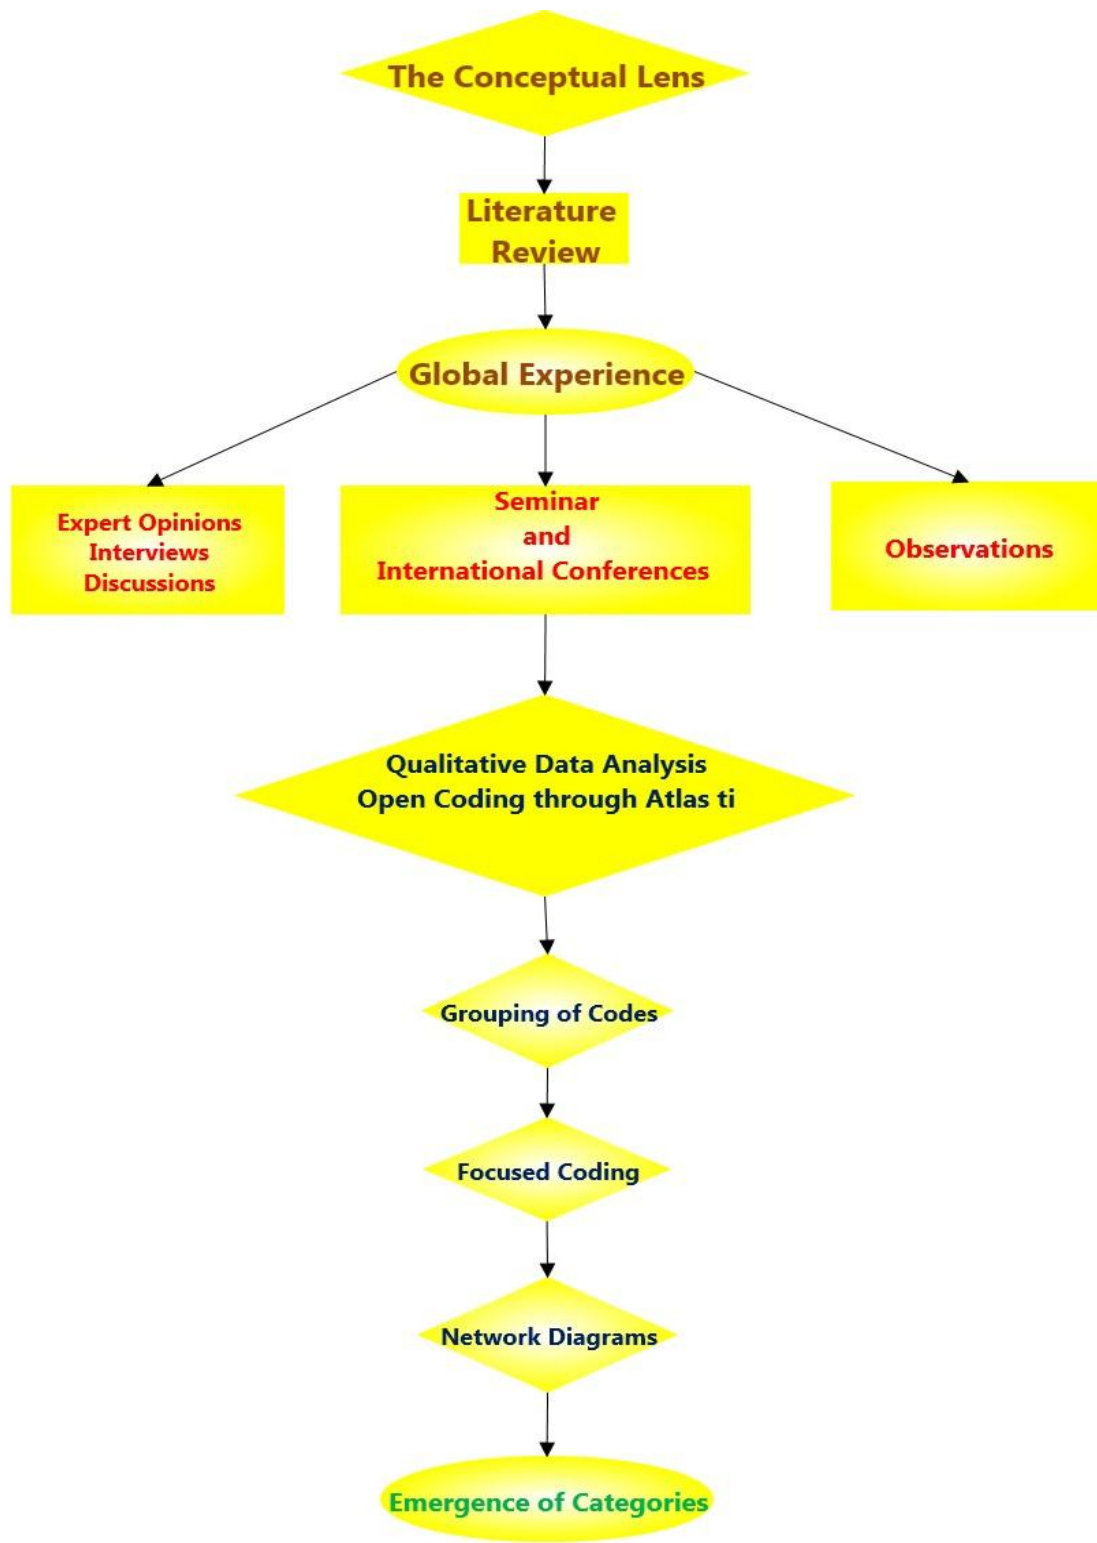 The Conceptual Lens
Literature
Review
Global Experience
Expert Opinions
Interviews
Discussions
Seminar
and
International Conferences
Observations
Qualitative Data Analysis
Open Coding through Atlas ti
Grouping of Codes
Focused Coding
Network Diagrams
Emergence of Categories